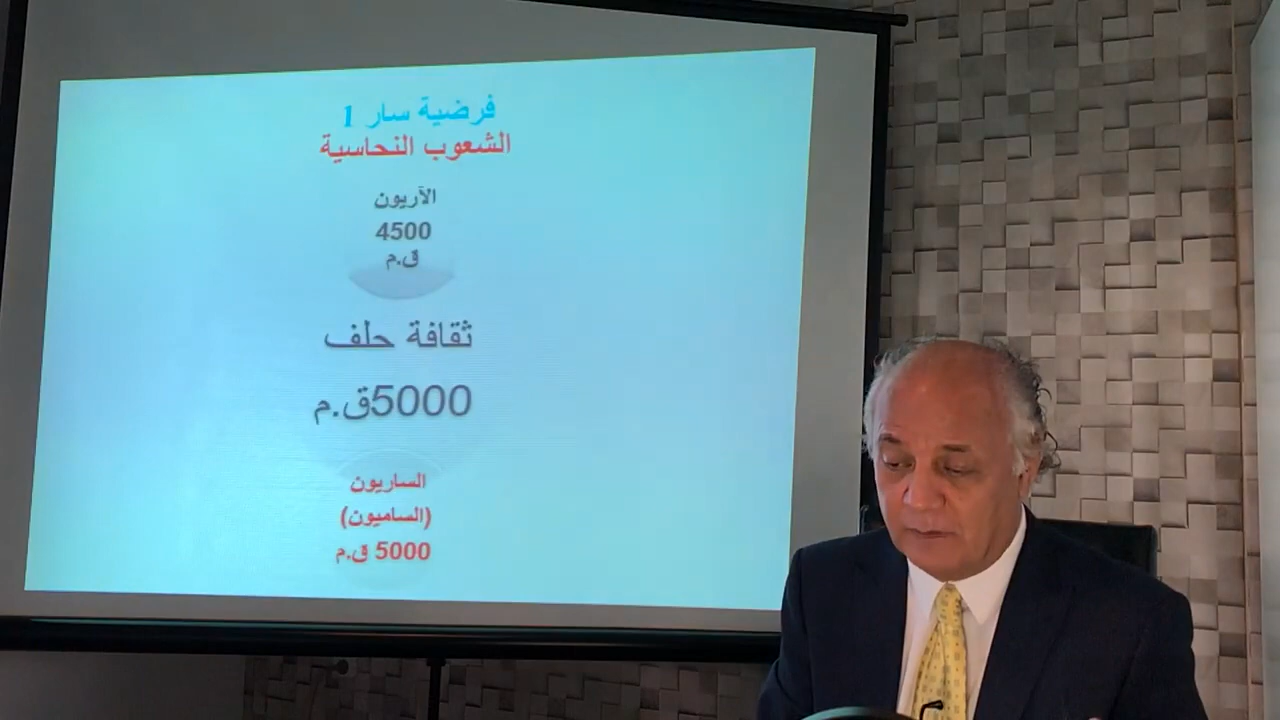 فرضية سار 1
الشعوب النحاسية
الآريون
4500
ق.م
ثقافة حلف
5000ق.م
الساريون
(الساميون)
5000 ق.م